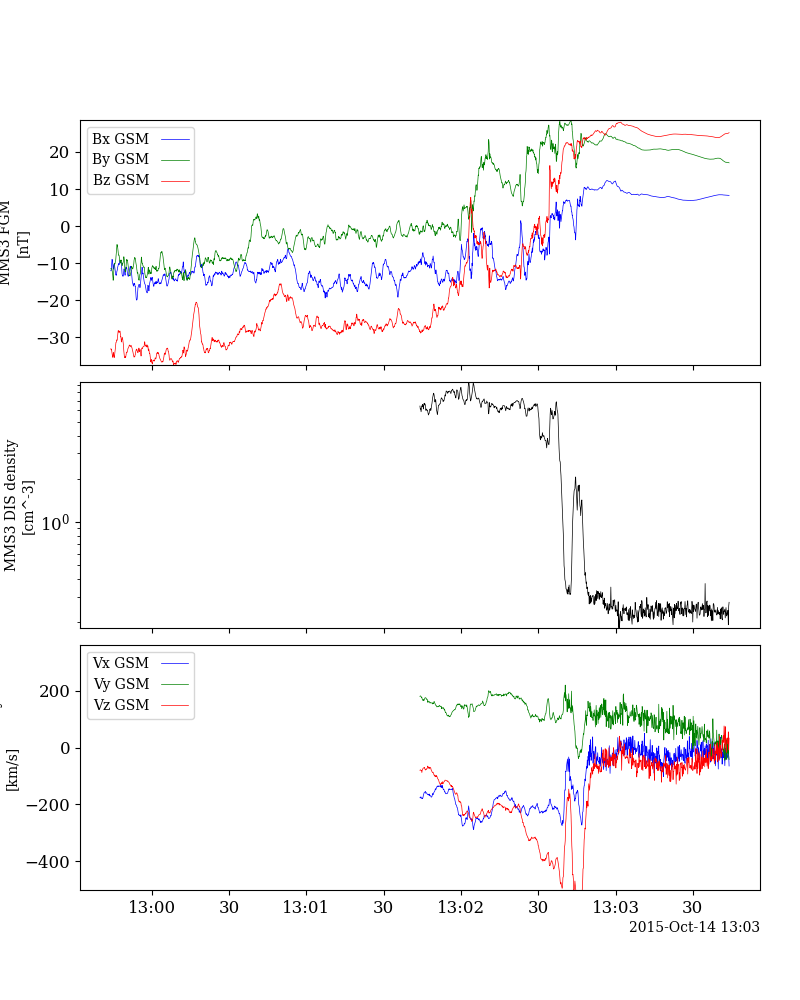 Bx GSM
By GSM
Bz GSM
20
10
0
−10
−20
−30
MMS3 FGM
[nT]
10^0
MMS3 DIS density
[cm^-3]
Vx GSM
Vy GSM
Vz GSM
200
0
−200
−400
[km/s]
13:00 30 13:01 30 13:02 30 13:03 30
2015-Oct-14 13:03